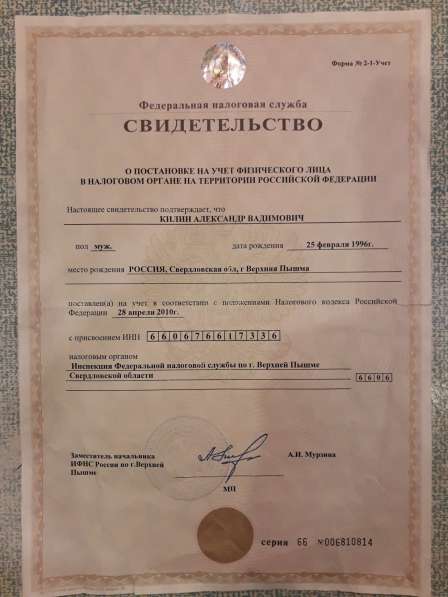 Форма № 2-1-Учет
Федеральная налоговая служба
СВИДЕТЕЛЬСТВО
О ПОСТАНОВКЕ НА УЧЕТ ФИЗИЧЕСКОГО ЛИЦА
В НАЛОГОВОМ ОРГАНЕ НА ТЕРРИТОРИИ РОССИЙСКОЙ ФЕДЕРАЦИИ
Настоящее свидетельство подтверждает, что
КИЛИН АЛЕКСАНДР ВАДИМОВИЧ
пол муж. дата рождения 25 февраля 1996г.
место рождения РОССИЯ, Свердловская обл, г Верхняя Пышма
поставлен(а) на учет в соответствии с положениями Налогового кодекса Российской
Федерации 28 апреля 2010г.
с присвоением ИНН 660676617336
налоговым органом
Инспекция Федеральной налоговой службы по г. Верхней Пышме
Свердловской области 6606
Заместитель начальника А.И. Мурзина
ИФНС России по г.Верхней
Пышме
МП
серия 66 №006810814